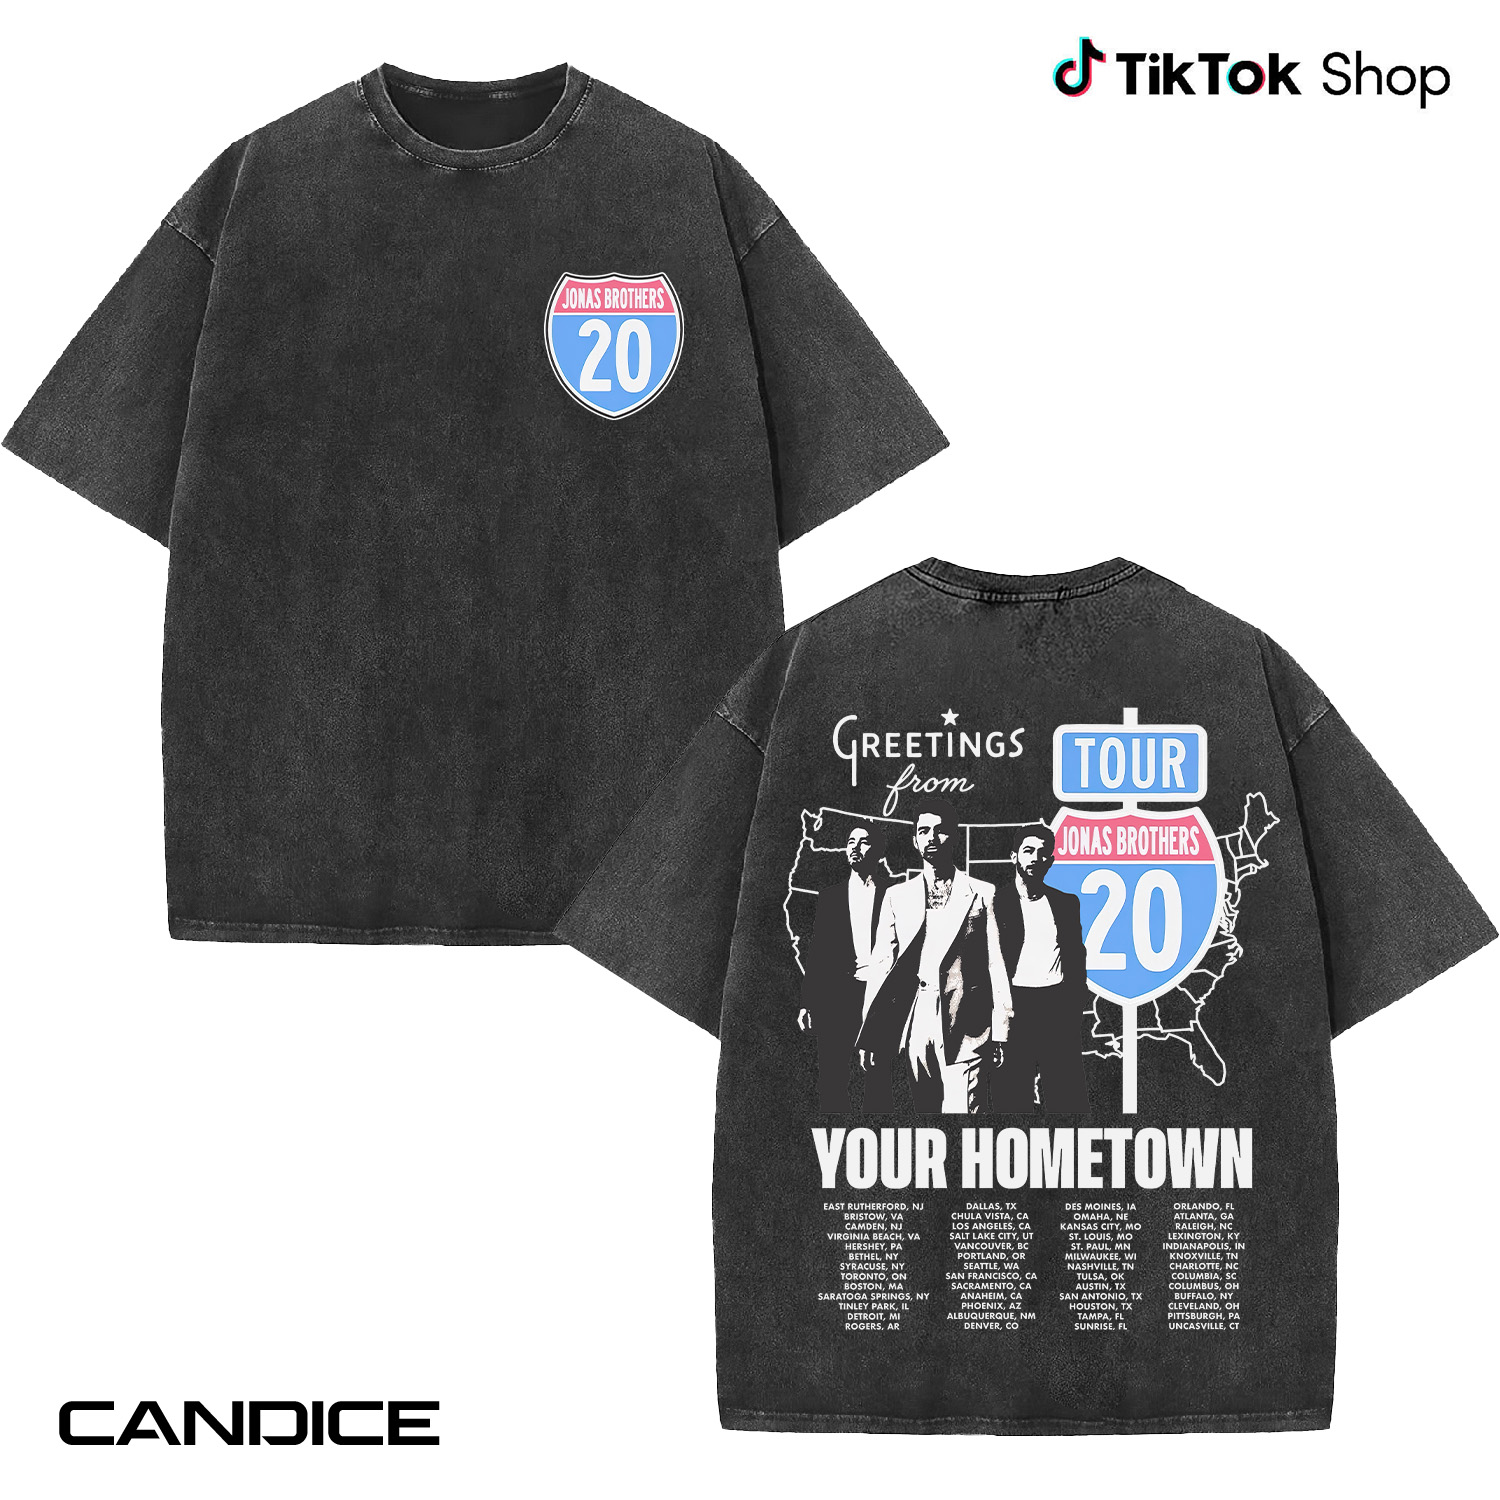 TikTok Shop
JONAS BROTHERS
20
GREETINGS
from
TOUR
JONAS BROTHERS
20
YOUR HOMETOWN
EAST RUTHERFORD, NJ
BRISTOW, VA
CAMDEN, NJ
VIRGINIA BEACH, VA
HERSHEY, PA
BETHEL, NY
SYRACUSE, NY
TORONTO, ON
BOSTON, MA
SARATOGA SPRINGS, NY
TINLEY PARK, IL
DETROIT, MI
ROGERS, AR
DALLAS, TX
CHULA VISTA, CA
LOS ANGELES, CA
SALT LAKE CITY, UT
VANCOUVER, BC
PORTLAND, OR
SEATTLE, WA
SAN FRANCISCO, CA
SACRAMENTO, CA
ANAHEIM, CA
PHOENIX, AZ
ALBUQUERQUE, NM
DENVER, CO
DES MOINES, IA
OMAHA, NE
KANSAS CITY, MO
ST. LOUIS, MO
ST. PAUL, MN
MILWAUKEE, WI
NASHVILLE, TN
TULSA, OK
AUSTIN, TX
SAN ANTONIO, TX
HOUSTON, TX
TAMPA, FL
SUNRISE, FL
ORLANDO, FL
ATLANTA, GA
RALEIGH, NC
LEXINGTON, KY
INDIANAPOLIS, IN
KNOXVILLE, TN
CHARLOTTE, NC
COLUMBIA, SC
COLUMBUS, OH
BUFFALO, NY
CLEVELAND, OH
PITTSBURGH, PA
UNCASVILLE, CT
CANDICE